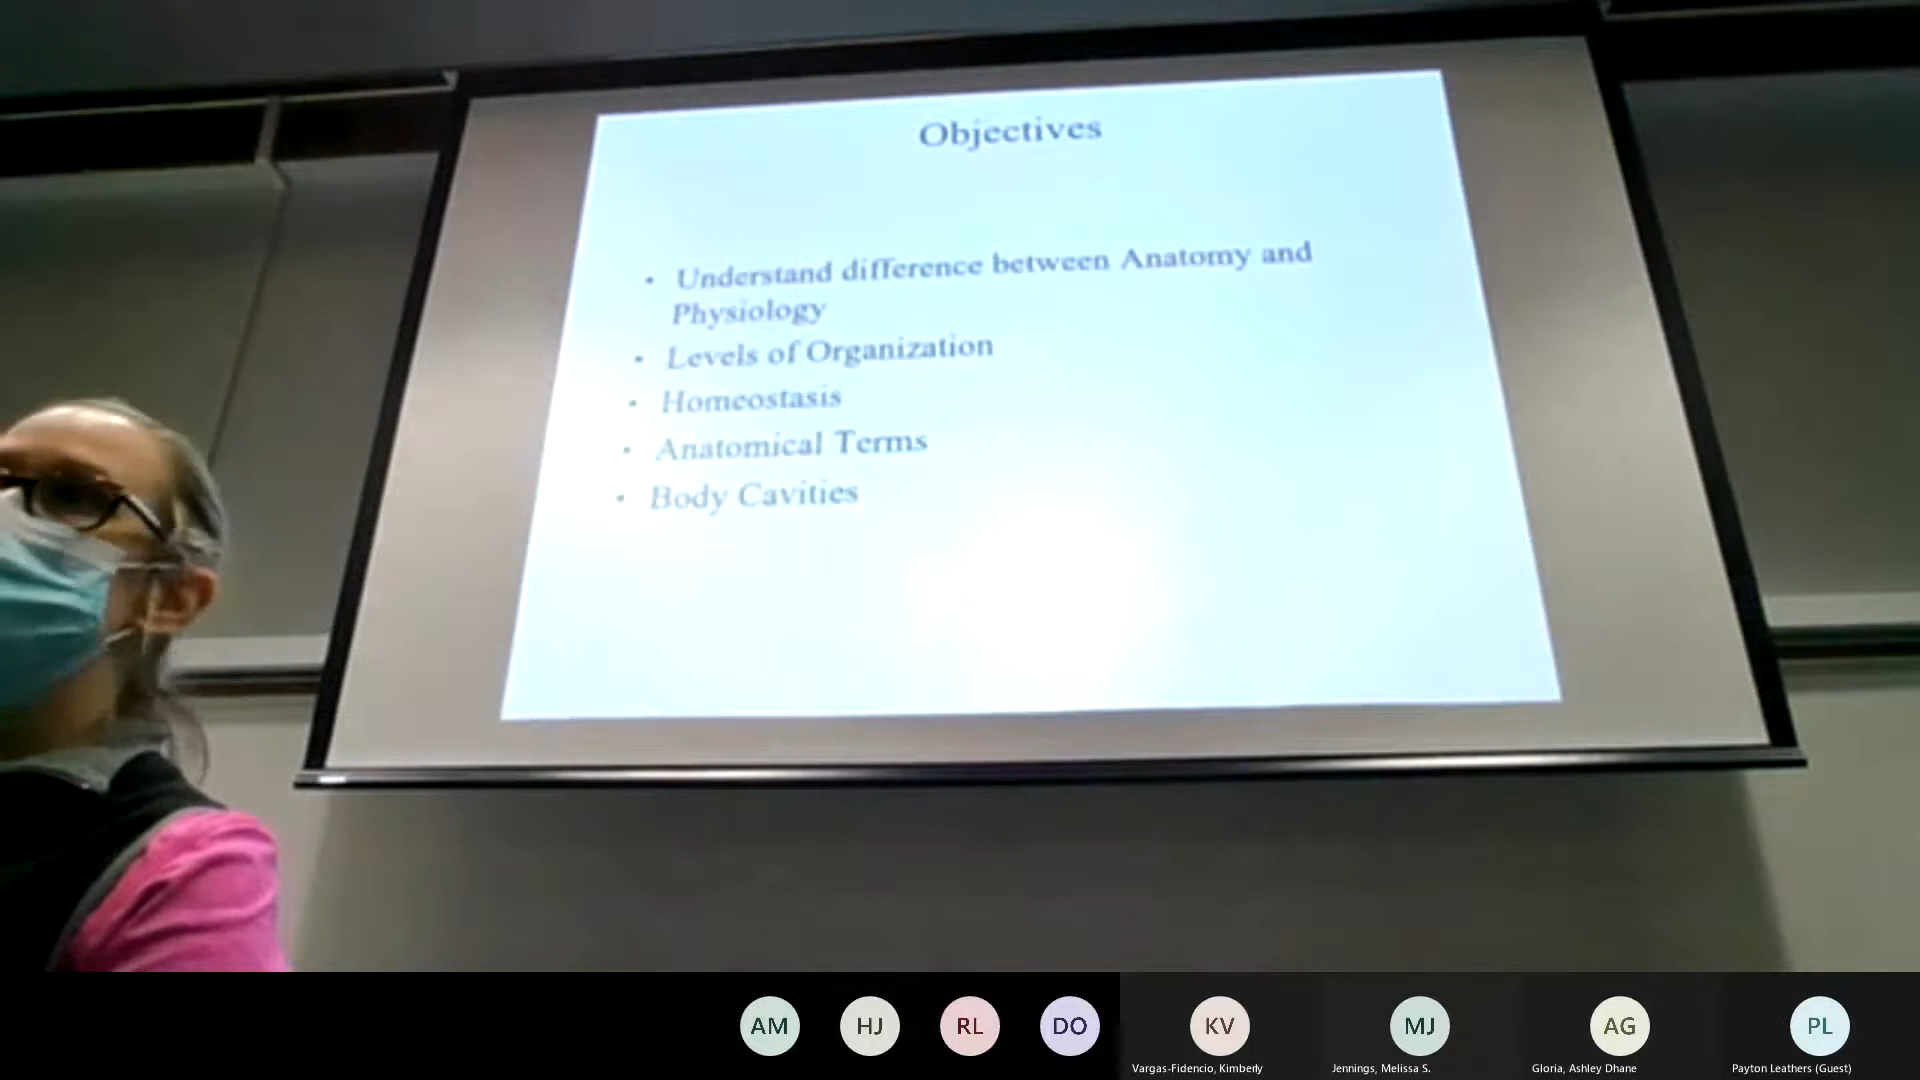 Objectives
• Understand difference between Anatomy and
Physiology
• Levels of Organization
• Homeostasis
• Anatomical Terms
• Body Cavities
AM
HJ
RL
DO
KV
MJ
AG
PL
Vargas-Fidencio, Kimberly
Jennings, Melissa S.
Gloria, Ashley Dhane
Payton Leathers (Guest)